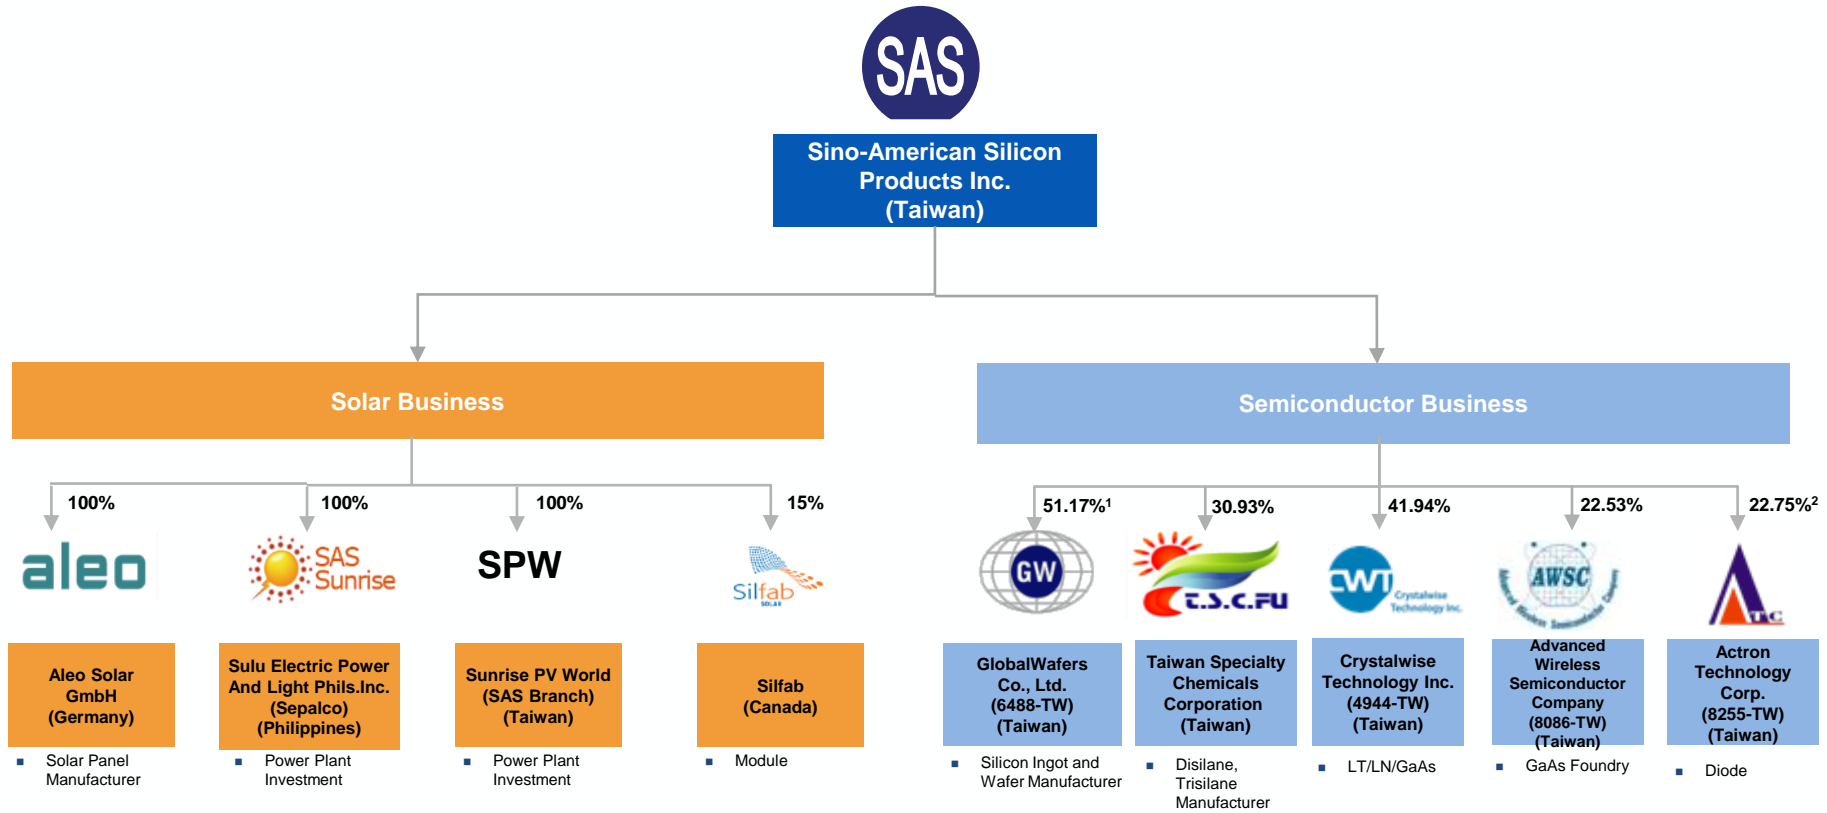 SAS
Sino-American Silicon
Products Inc.
(Taiwan)
Solar Business
Semiconductor Business
100%
100%
100%
15%
51.17%¹
30.93%
41.94%
22.53%
22.75%²
aleo
SAS
Sunrise
SPW
Silfab
SOLAR
GW
T.S.C.FU
CWT
Crystalwise
Technology Inc.
AWSC
Advanced Wireless Semiconductor Company
ATC
Aleo Solar
GmbH
(Germany)
Sulu Electric Power
And Light Phils.Inc.
(Sepalco)
(Philippines)
Sunrise PV World
(SAS Branch)
(Taiwan)
Silfab
(Canada)
GlobalWafers
Co., Ltd.
(6488-TW)
(Taiwan)
Taiwan Specialty
Chemicals
Corporation
(Taiwan)
Crystalwise
Technology Inc.
(4944-TW)
(Taiwan)
Advanced
Wireless
Semiconductor
Company
(8086-TW)
(Taiwan)
Actron
Technology
Corp.
(8255-TW)
(Taiwan)
▪ Solar Panel
Manufacturer
▪ Power Plant
Investment
▪ Power Plant
Investment
▪ Module
▪ Silicon Ingot and
Wafer Manufacturer
▪ Disilane,
Trisilane
Manufacturer
▪ LT/LN/GaAs
▪ GaAs Foundry
▪ Diode